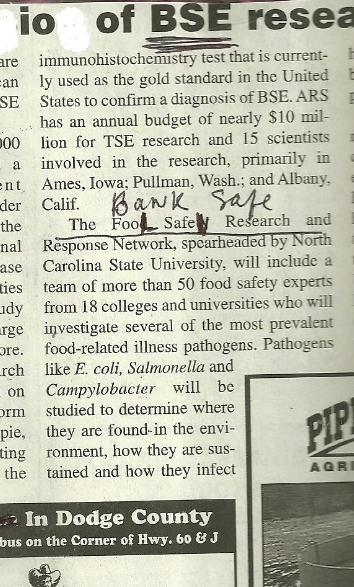 io of BSE resea
are
an
SE
000
a
ent
der
the
nal
ase
ties
udy
arge
ore.
rch
on
orm
pie,
ting
the
immunohistochemistry test that is current-
ly used as the gold standard in the United
States to confirm a diagnosis of BSE. ARS
has an annual budget of nearly $10 mil-
lion for TSE research and 15 scientists
involved in the research, primarily in
Ames, Iowa; Pullman, Wash.; and Albany,
Calif.
Bank Safe
The FooL Safely Research and
Response Network, spearheaded by North
Carolina State University, will include a
team of more than 50 food safety experts
from 18 colleges and universities who will
investigate several of the most prevalent
food-related illness pathogens. Pathogens
like E. coli, Salmonella and
Campylobacter will be
studied to determine where
they are found-in the envi-
ronment, how they are sus-
tained and how they infect
PIP
AGRI
In Dodge County
bus on the Corner of Hwy. 60 & J